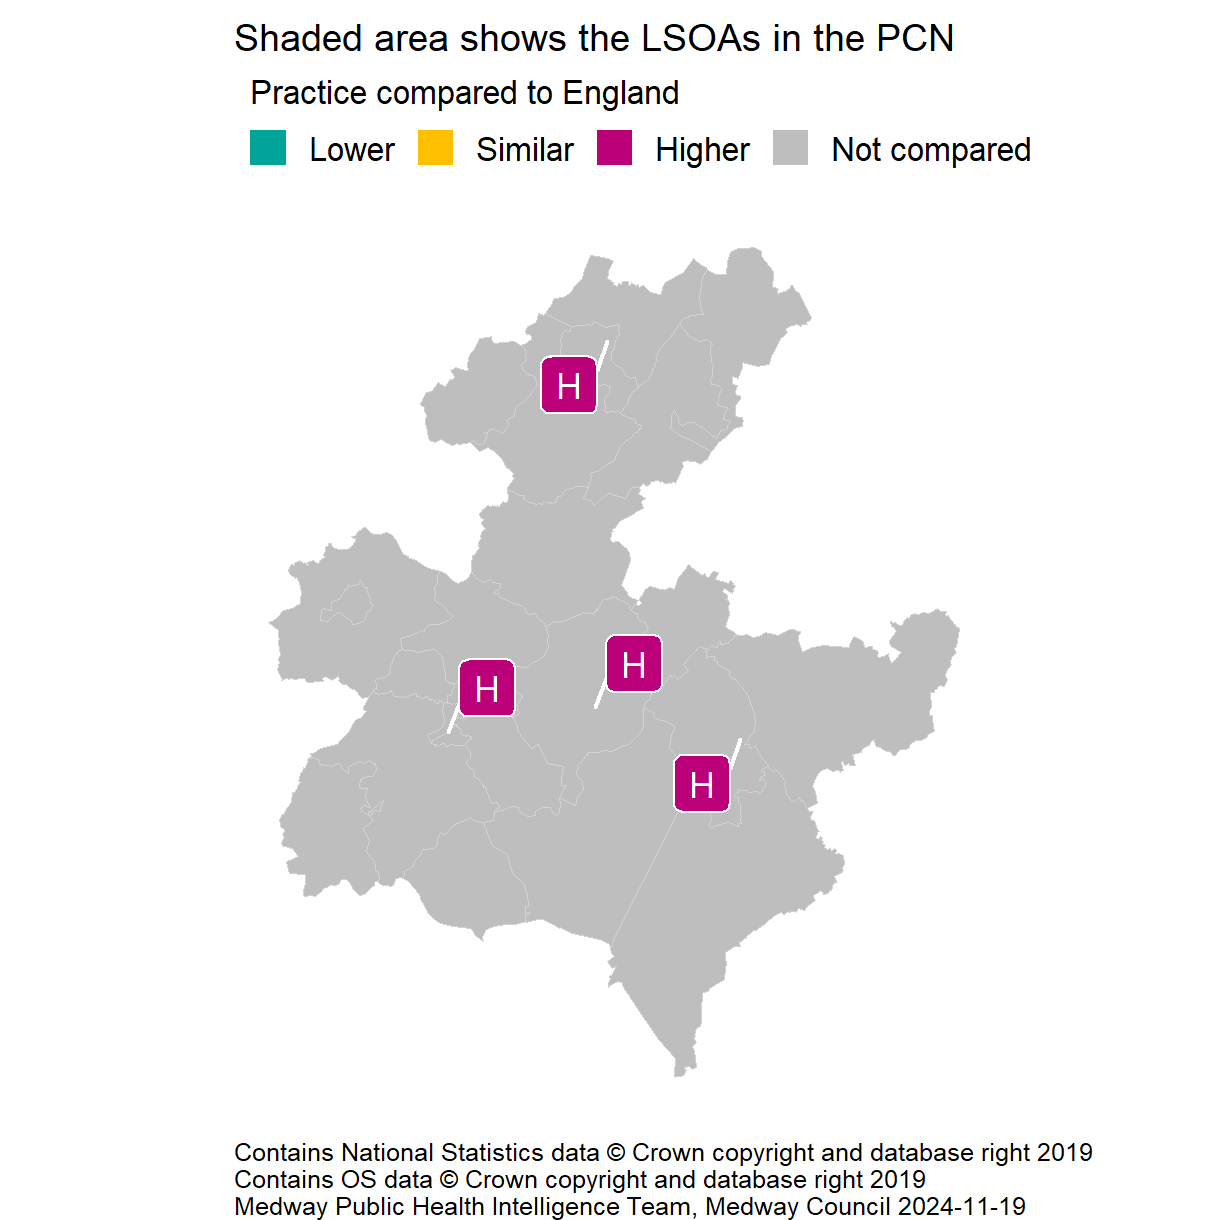 Shaded area shows the LSOAs in the PCN
Practice compared to England
Lower Similar Higher Not compared
H
H
H
H
Contains National Statistics data © Crown copyright and database right 2019
Contains OS data © Crown copyright and database right 2019
Medway Public Health Intelligence Team, Medway Council 2024-11-19